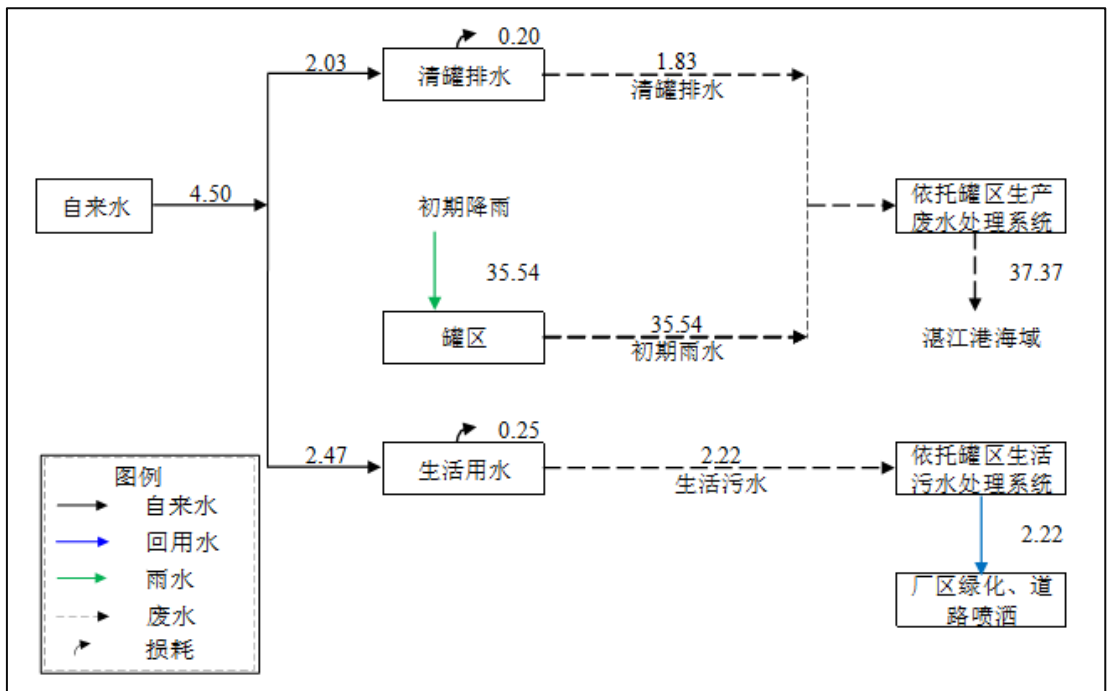 0.20
2.03
清罐排水
1.83
清罐排水
自来水
4.50
初期降雨
依托罐区生产
废水处理系统
35.54
37.37
罐区
35.54
初期雨水
湛江港海域
0.25
2.47
生活用水
2.22
生活污水
依托罐区生活
污水处理系统
2.22
厂区绿化、道
路喷洒
图例
自来水
回用水
雨水
废水
损耗